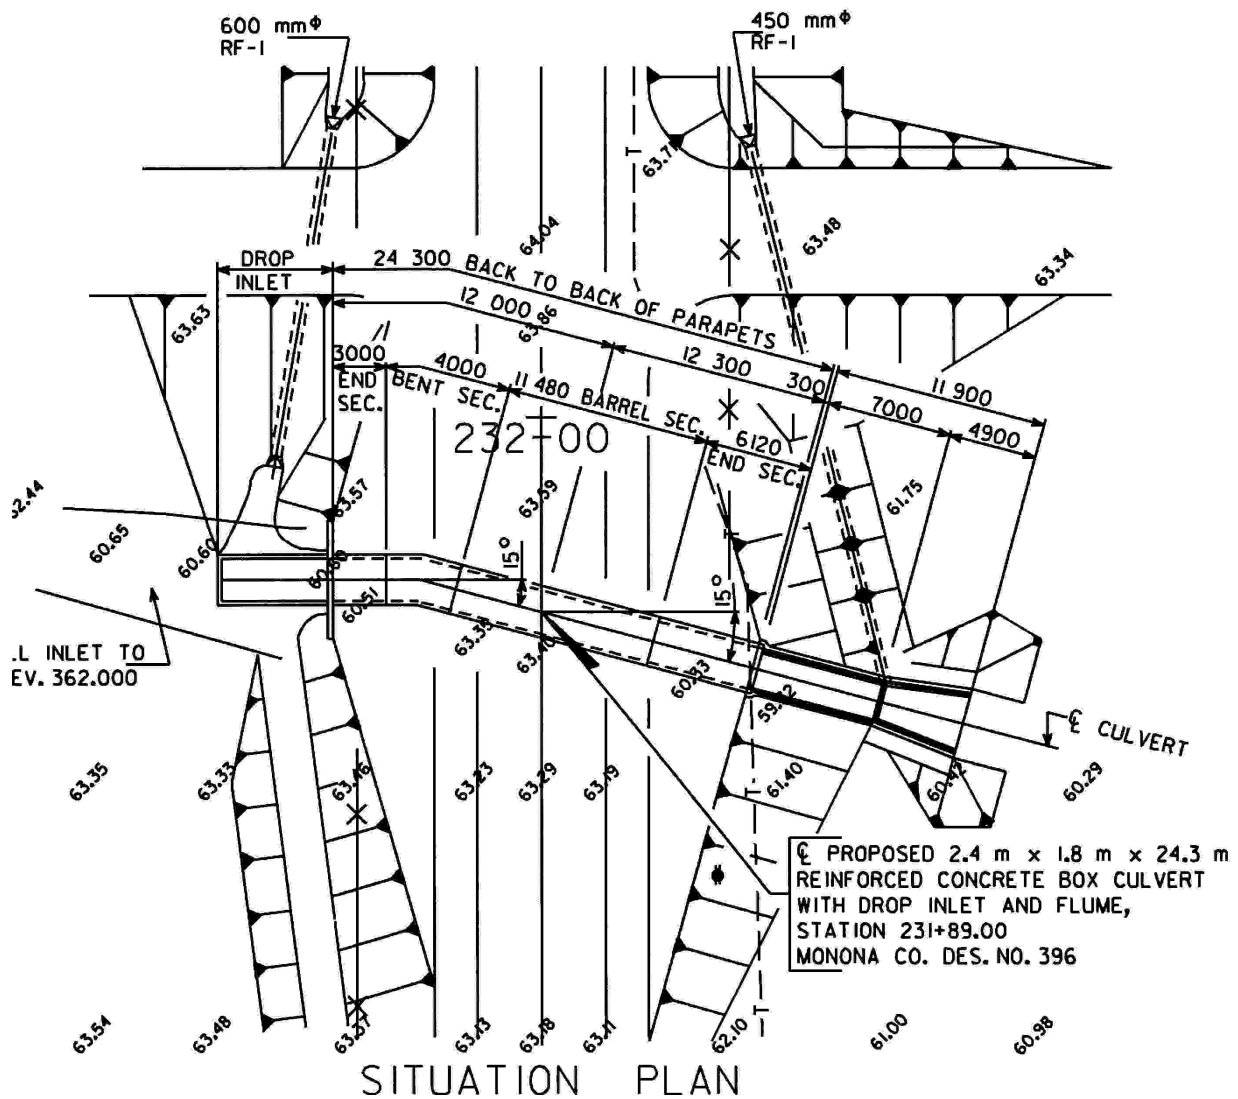 600 mmΦ
RF-1
450 mmΦ
RF-1
T
63.71
64.04
63.48
63.34
DROP
INLET
24 300 BACK TO BACK OF PARAPETS
12 000
63.63
63.86
12 300
300
11 900
3000
4000
7000
4900
END
SEC.
BENT SEC.
11 480 BARREL SEC.
6120
END SEC.
232+00
62.44
63.57
63.59
61.75
60.65
60.60
60.60
15°
15°
T
60.51
63.35
63.40
60.33
.L INLET TO
EV. 362.000
℄ CULVERT
63.35
63.33
63.46
63.23
63.29
63.19
61.40
60.42
60.29
T
℄ PROPOSED 2.4 m x 1.8 m x 24.3 m
REINFORCED CONCRETE BOX CULVERT
WITH DROP INLET AND FLUME,
STATION 231+89.00
MONONA CO. DES. NO. 396
T
T
63.54
63.48
63.37
63.13
63.18
63.11
62.10
61.00
60.98
SITUATION PLAN